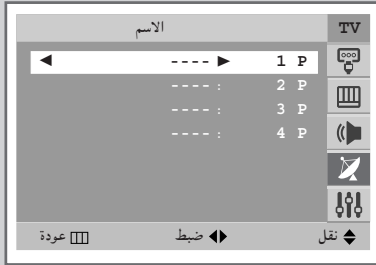 TV
الاسم
P 1 ----
P 2 : ----
P 3 : ----
P 4 : ----
نقل ضبط عودة